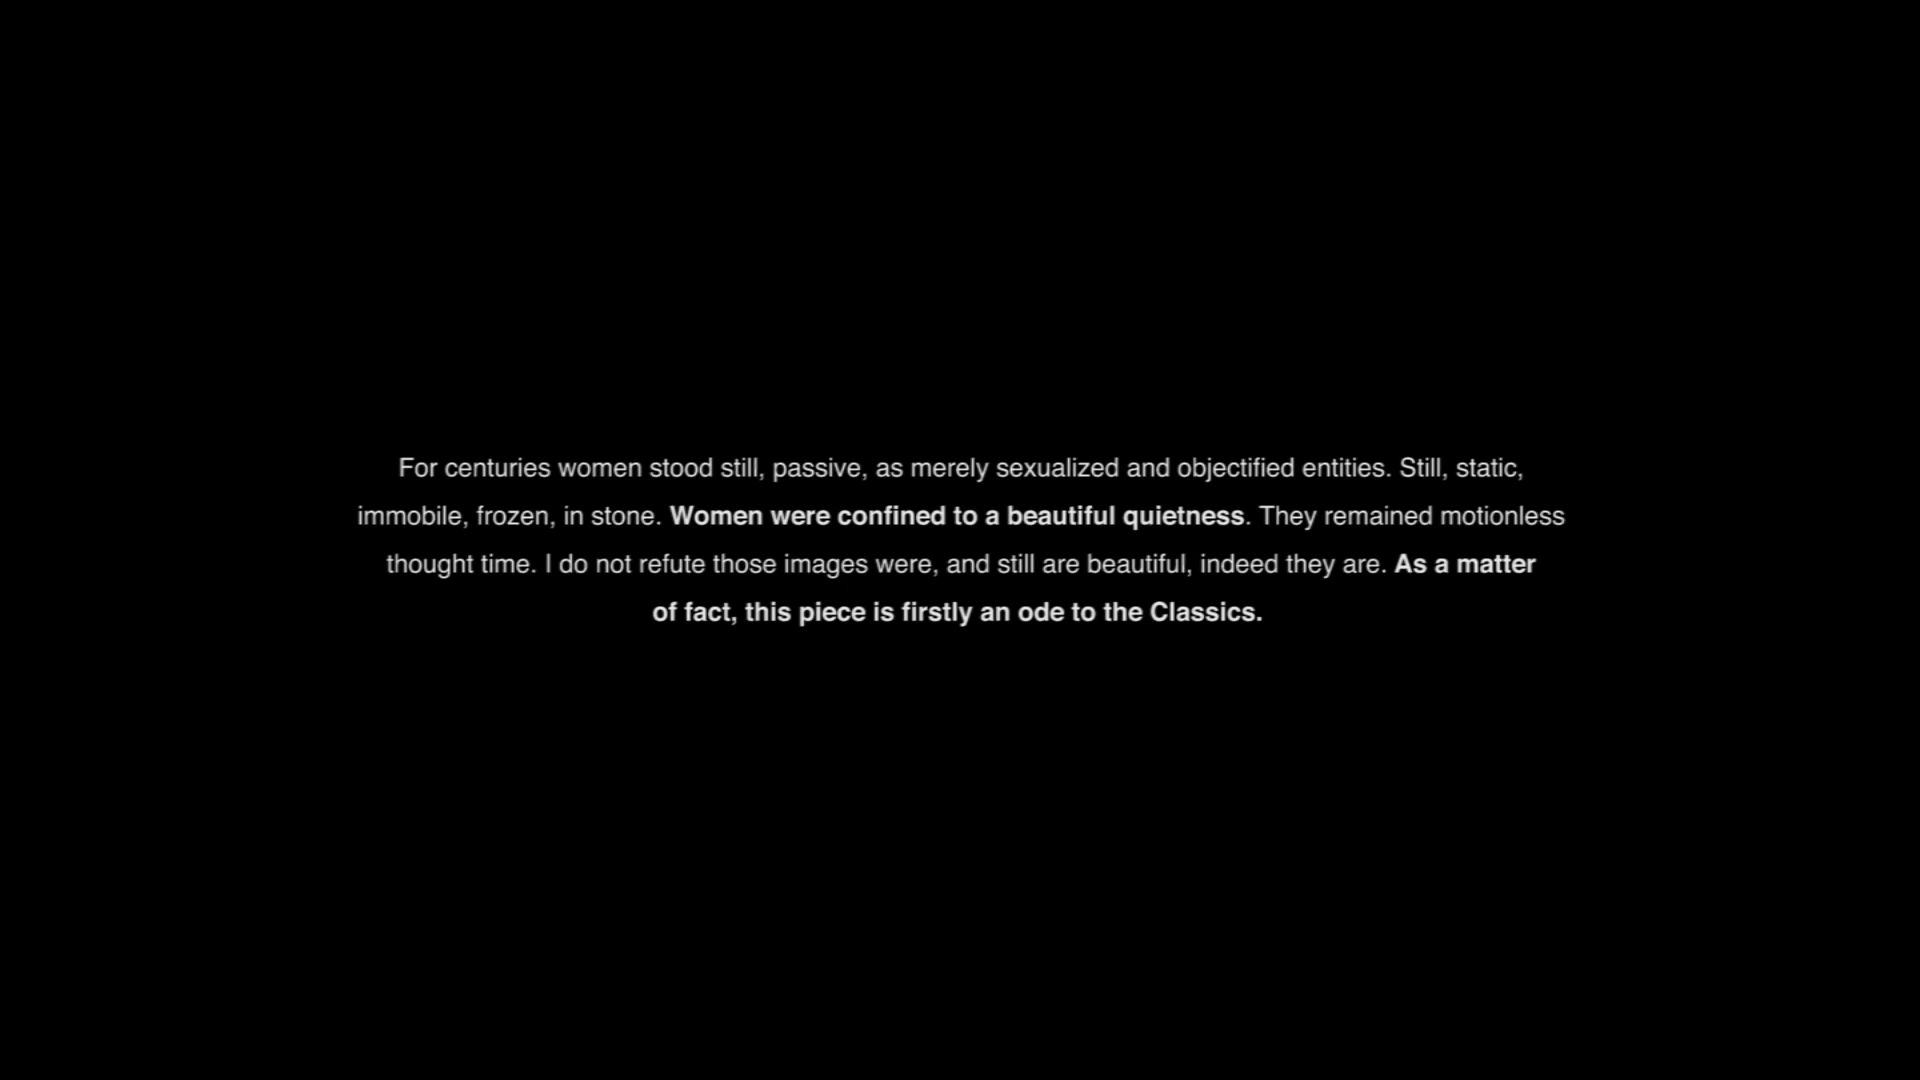 For centuries women stood still, passive, as merely sexualized and objectified entities. Still, static,
immobile, frozen, in stone. Women were confined to a beautiful quietness. They remained motionless
thought time. I do not refute those images were, and still are beautiful, indeed they are. As a matter
of fact, this piece is firstly an ode to the Classics.